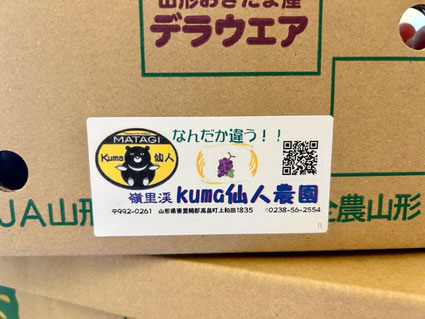 山形おきたま産
デラウエア
MATAGI
Kuma 仙人
なんだか違う！！
嶺里渓 kuma仙人農園
〒992-0261 山形県東置賜郡高畠町上和田1835 0238-56-2554
R
JA山形
全農山形